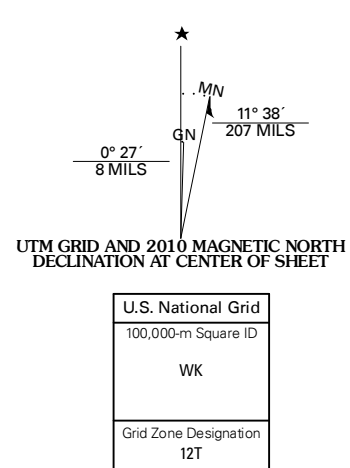 ★
MN
11° 38´
207 MILS
GN
0° 27´
8 MILS
UTM GRID AND 2010 MAGNETIC NORTH
DECLINATION AT CENTER OF SHEET
U.S. National Grid
100,000-m Square ID
WK
Grid Zone Designation
12T